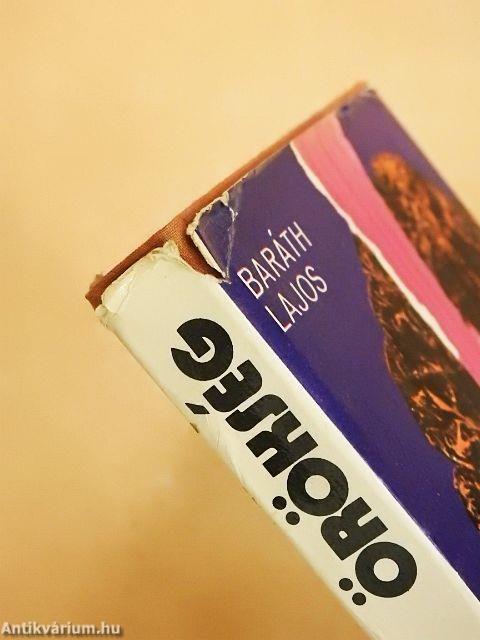 BARÁTH
LAJOS
ÖRÖKSÉG
Antikvárium.hu